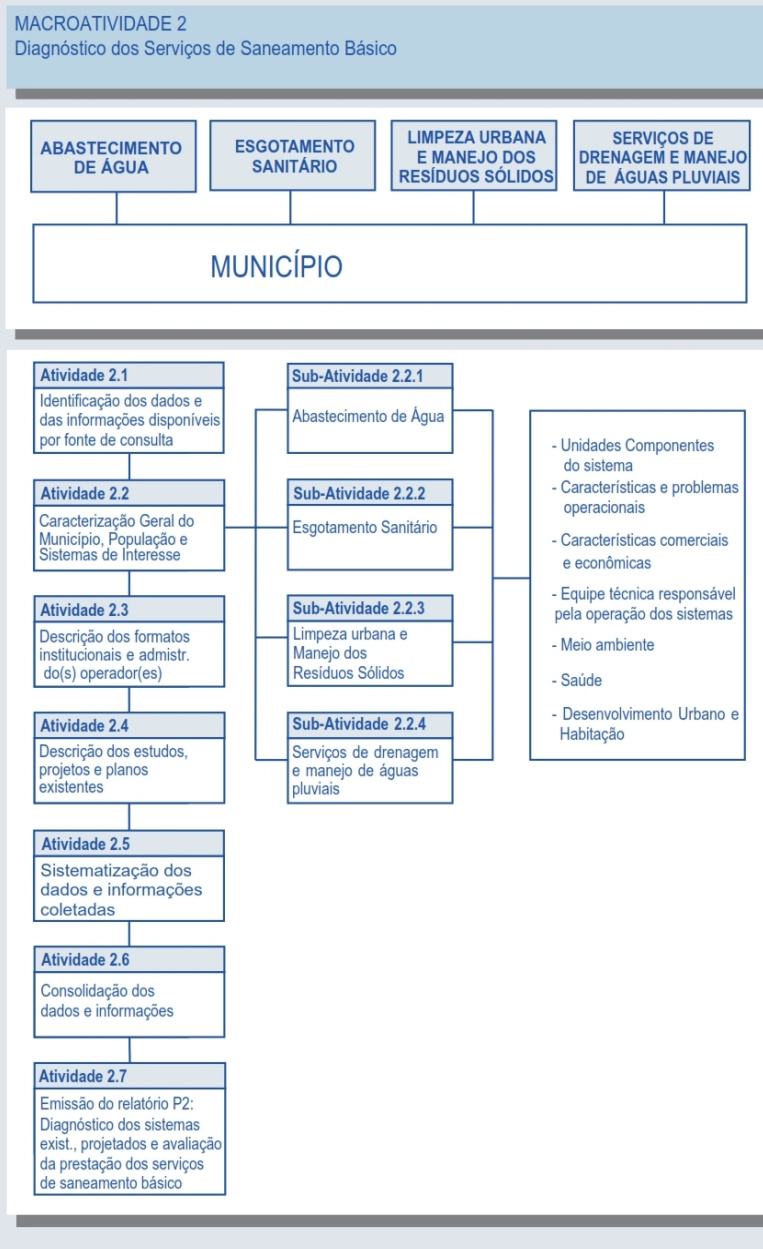 MACROATIVIDADE 2
Diagnóstico dos Serviços de Saneamento Básico
ABASTECIMENTO
DE ÁGUA
ESGOTAMENTO
SANITÁRIO
LIMPEZA URBANA
E MANEJO DOS
RESÍDUOS SÓLIDOS
SERVIÇOS DE
DRENAGEM E MANEJO
DE ÁGUAS PLUVIAIS
MUNICÍPIO
Atividade 2.1
Identificação dos dados e
das informações disponíveis
por fonte de consulta
Atividade 2.2
Caracterização Geral do
Município, População e
Sistemas de Interesse
Atividade 2.3
Descrição dos formatos
institucionais e admistr.
do(s) operador(es)
Atividade 2.4
Descrição dos estudos,
projetos e planos
existentes
Atividade 2.5
Sistematização dos
dados e informações
coletadas
Atividade 2.6
Consolidação dos
dados e informações
Atividade 2.7
Emissão do relatório P2:
Diagnóstico dos sistemas
exist., projetados e avaliação
da prestação dos serviços
de saneamento básico
Sub-Atividade 2.2.1
Abastecimento de Água
Sub-Atividade 2.2.2
Esgotamento Sanitário
Sub-Atividade 2.2.3
Limpeza urbana e
Manejo dos
Resíduos Sólidos
Sub-Atividade 2.2.4
Serviços de drenagem
e manejo de águas
pluviais
- Unidades Componentes
do sistema
- Características e problemas
operacionais
- Características comerciais
e econômicas
- Equipe técnica responsável
pela operação dos sistemas
- Meio ambiente
- Saúde
- Desenvolvimento Urbano e
Habitação